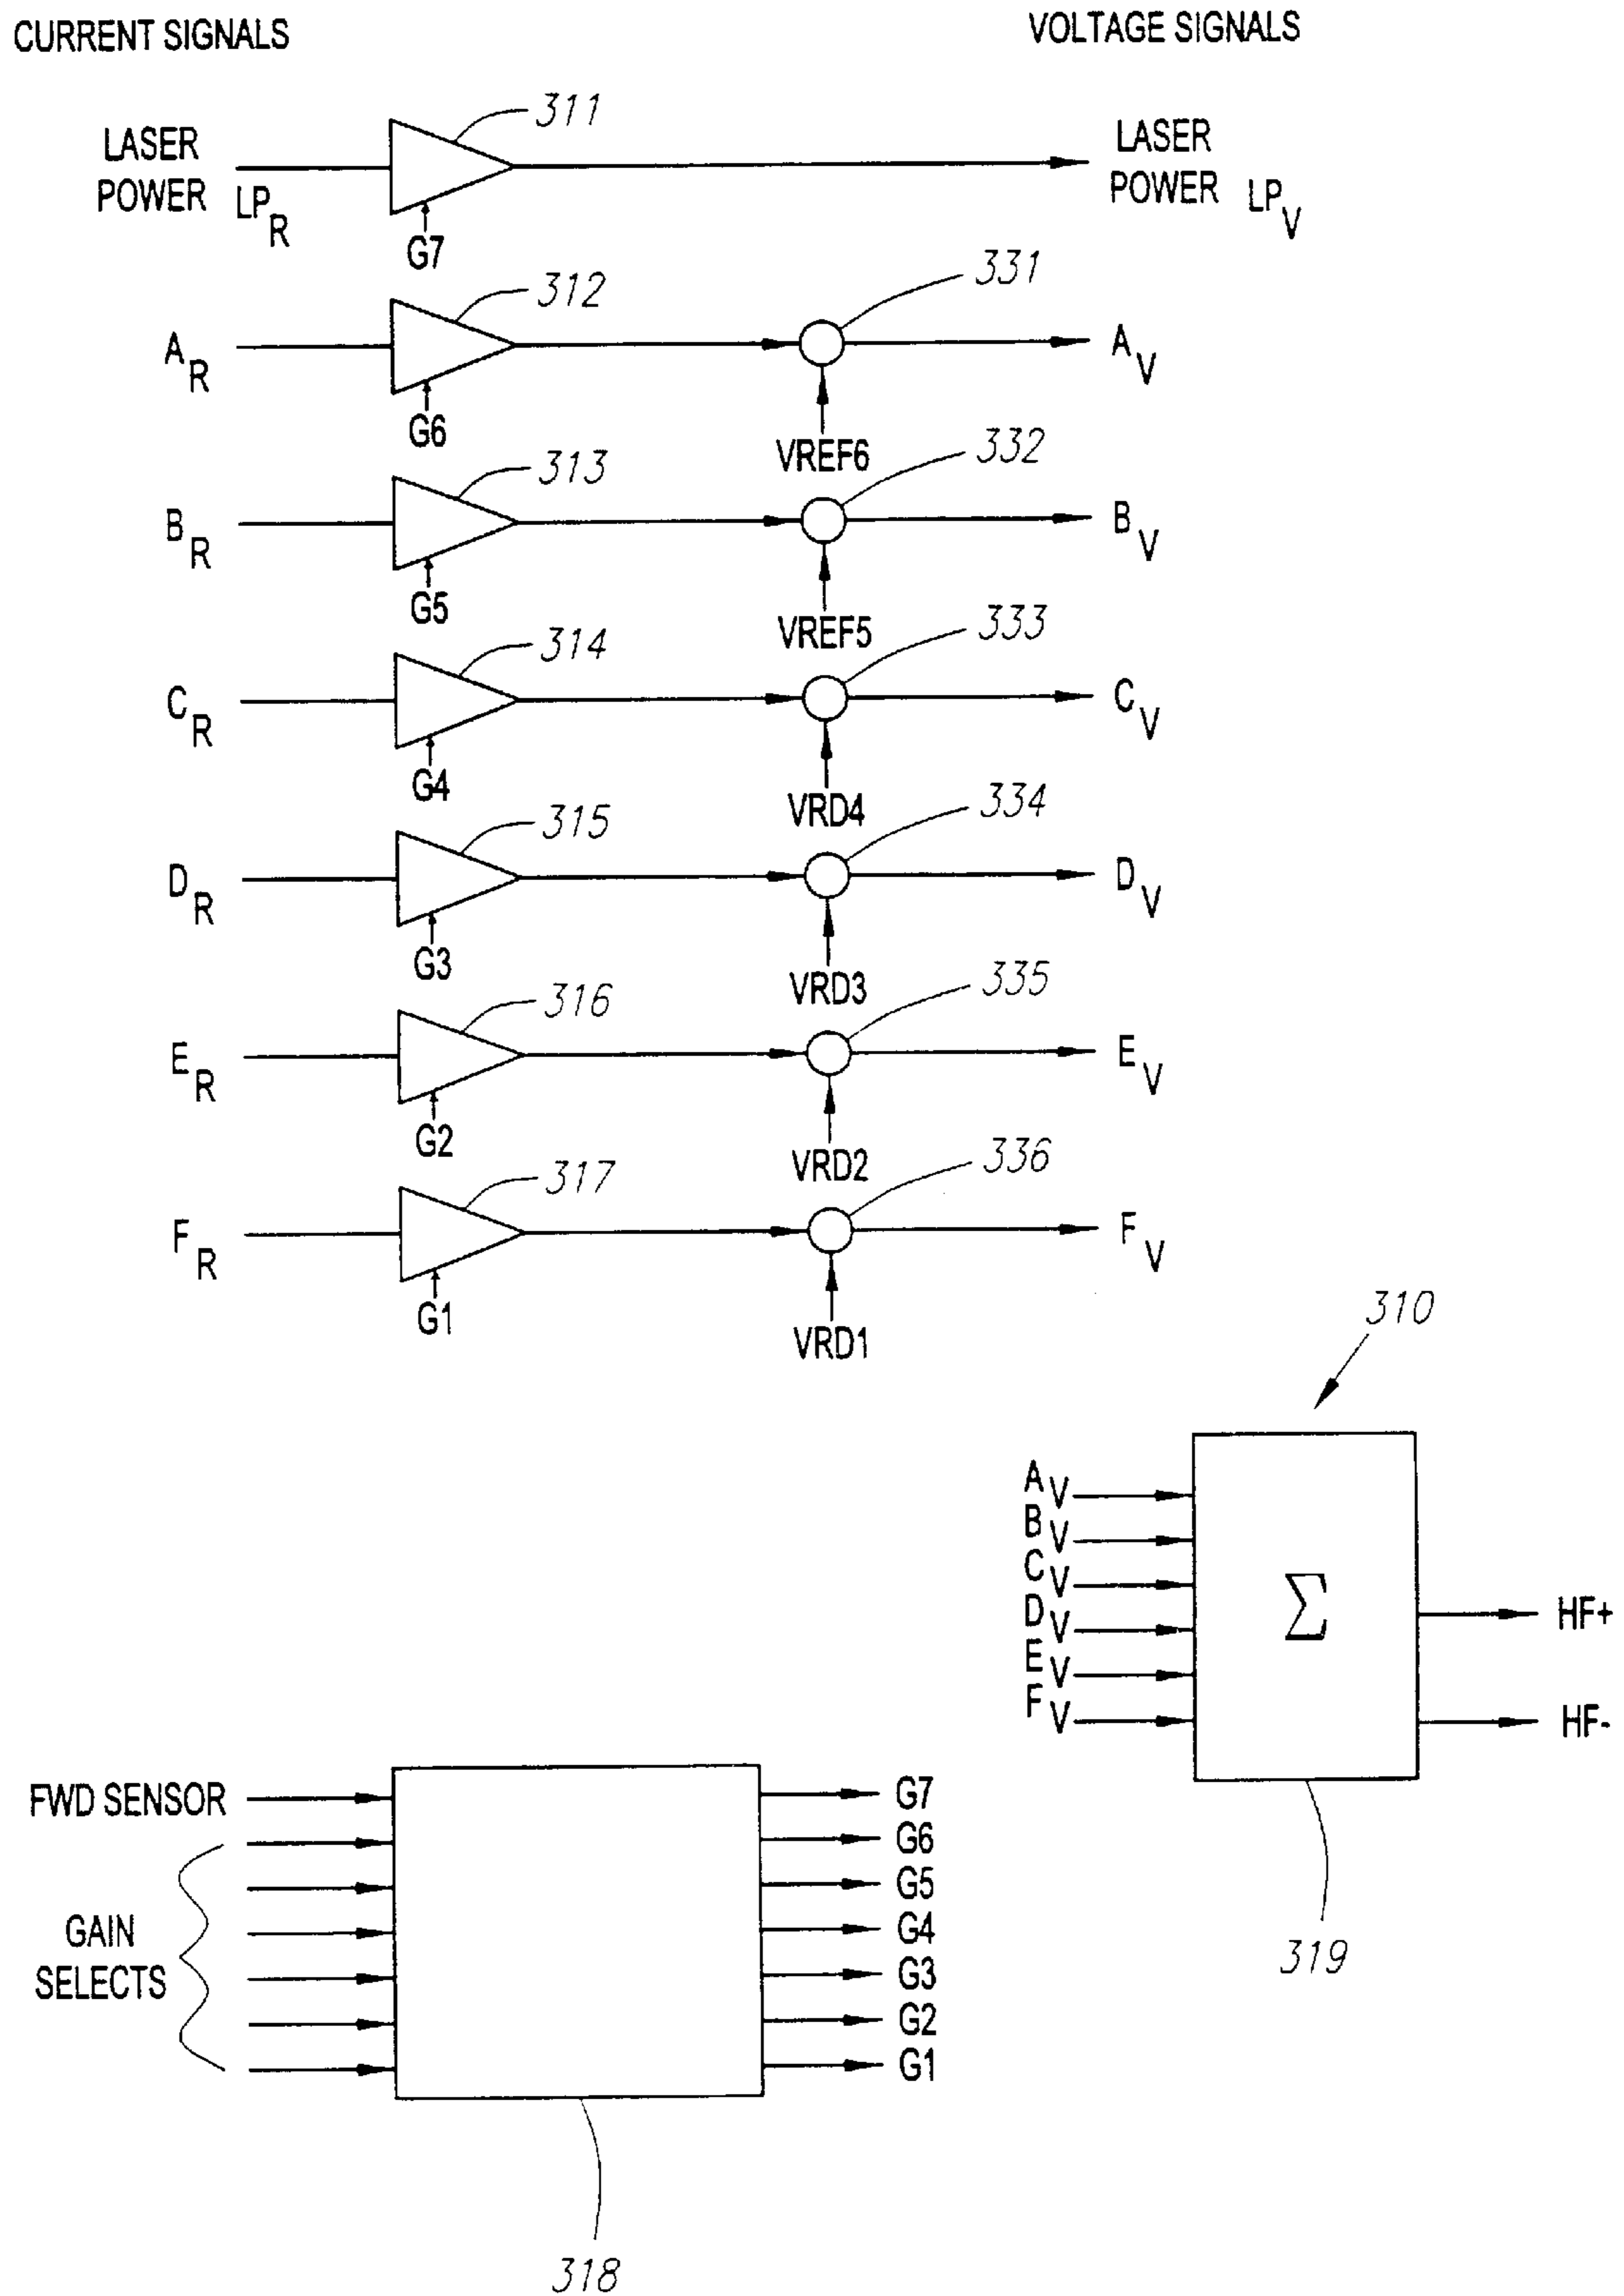 CURRENT SIGNALS
VOLTAGE SIGNALS
311
LASER POWER LP R
LASER POWER LP V
G7
312
331
A R
A V
G6
VREF6
313
332
B R
B V
G5
VREF5
314
333
C R
C V
G4
VRD4
315
334
D R
D V
G3
VRD3
316
335
E R
E V
G2
VRD2
317
336
F R
F V
G1
VRD1
310
A V
B V
C V
D V
E V
F V
Σ
HF+
HF-
319
FWD SENSOR
GAIN
SELECTS
G7
G6
G5
G4
G3
G2
G1
318